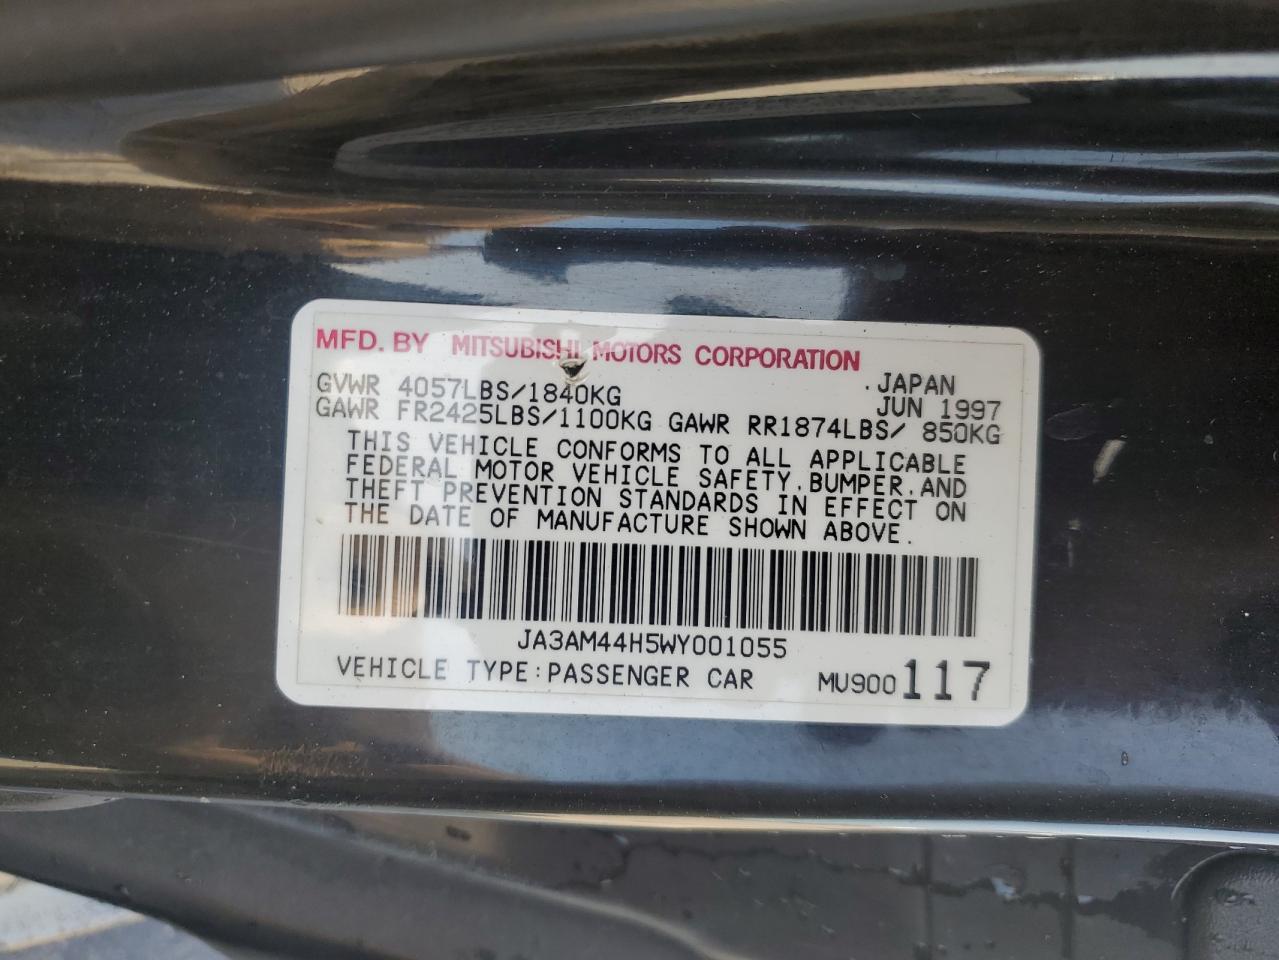 MFD. BY MITSUBISHI MOTORS CORPORATION
GVWR 4057LBS/1840KG JAPAN
JUN 1997
GAWR FR2425LBS/1100KG GAWR RR1874LBS/ 850KG
THIS VEHICLE CONFORMS TO ALL APPLICABLE
FEDERAL MOTOR VEHICLE SAFETY,BUMPER,AND
THEFT PREVENTION STANDARDS IN EFFECT ON
THE DATE OF MANUFACTURE SHOWN ABOVE.
JA3AM44H5WY001055
VEHICLE TYPE:PASSENGER CAR MV900117